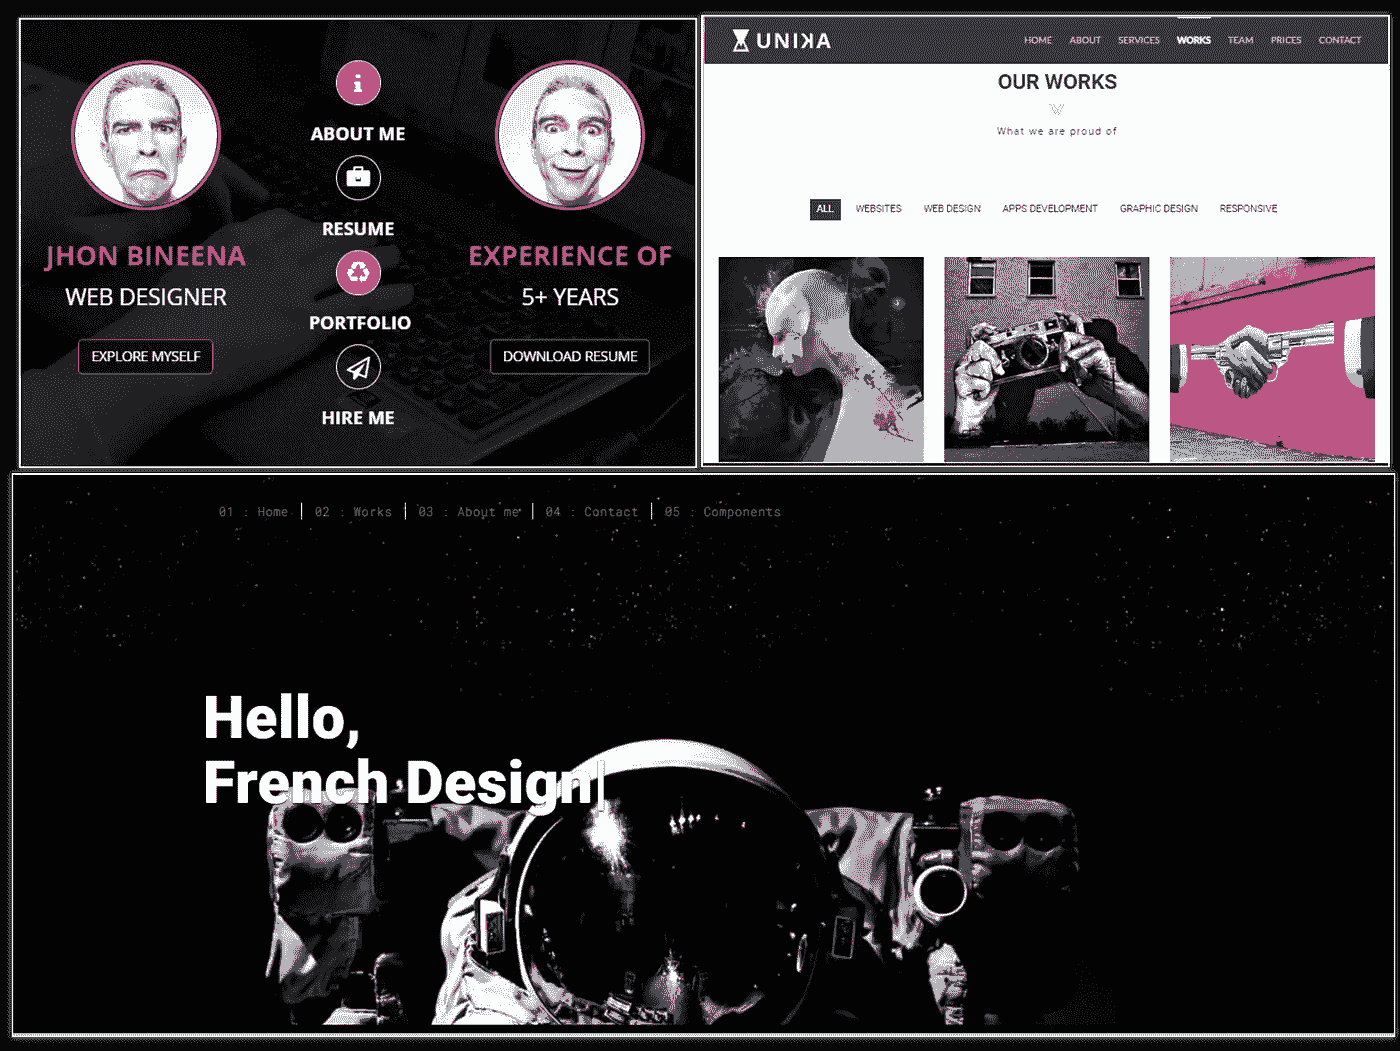 ABOUT ME
RESUME
JHON BINEENA
WEB DESIGNER
EXPLORE MYSELF
PORTFOLIO
HIRE ME
EXPERIENCE OF
5+ YEARS
DOWNLOAD RESUME
UNIKA
HOME ABOUT SERVICES WORKS TEAM PRICES CONTACT
OUR WORKS
What we are proud of
ALL WEBSITES WEB DESIGN APPS DEVELOPMENT GRAPHIC DESIGN RESPONSIVE
01 : Home 02 : Works 03 : About me 04 : Contact 05 : Components
Hello,
French Design|